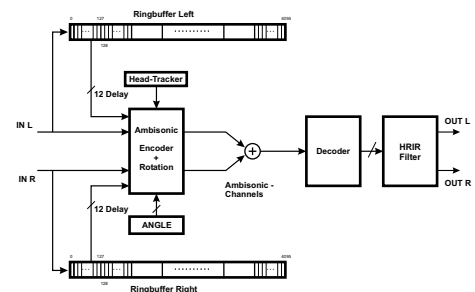 Ringbuffer Left
0 127 4095
128
Head-Tracker
12 Delay
IN L
OUT L
Ambisonic
Encoder
+
Rotation
+
Decoder
HRIR
Filter
IN R
OUT R
Ambisonic -
Channels
12 Delay
ANGLE
0 127 4095
128
Ringbuffer Right